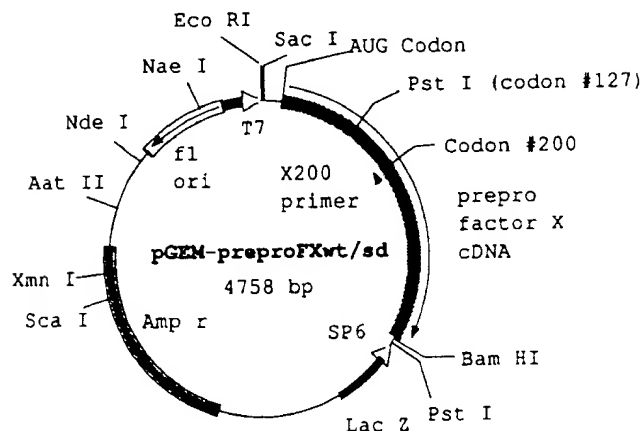 Eco RI
Sac I
AUG Codon
Nae I
Pst I (codon #127)
T7
Nde I
f1
ori
Codon #200
Aat II
X200
primer
prepro
factor X
cDNA
pGEM-preproFXwt/sd
4758 bp
Xmn I
Sca I
Amp r
SP6
Bam HI
Lac Z
Pst I